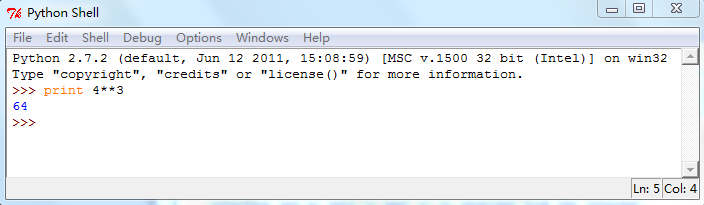 Python Shell
File Edit Shell Debug Options Windows Help
Python 2.7.2 (default, Jun 12 2011, 15:08:59) [MSC v.1500 32 bit (Intel)] on win32
Type "copyright", "credits" or "license()" for more information.
>>> print 4**3
64
>>>
Ln: 5 Col: 4